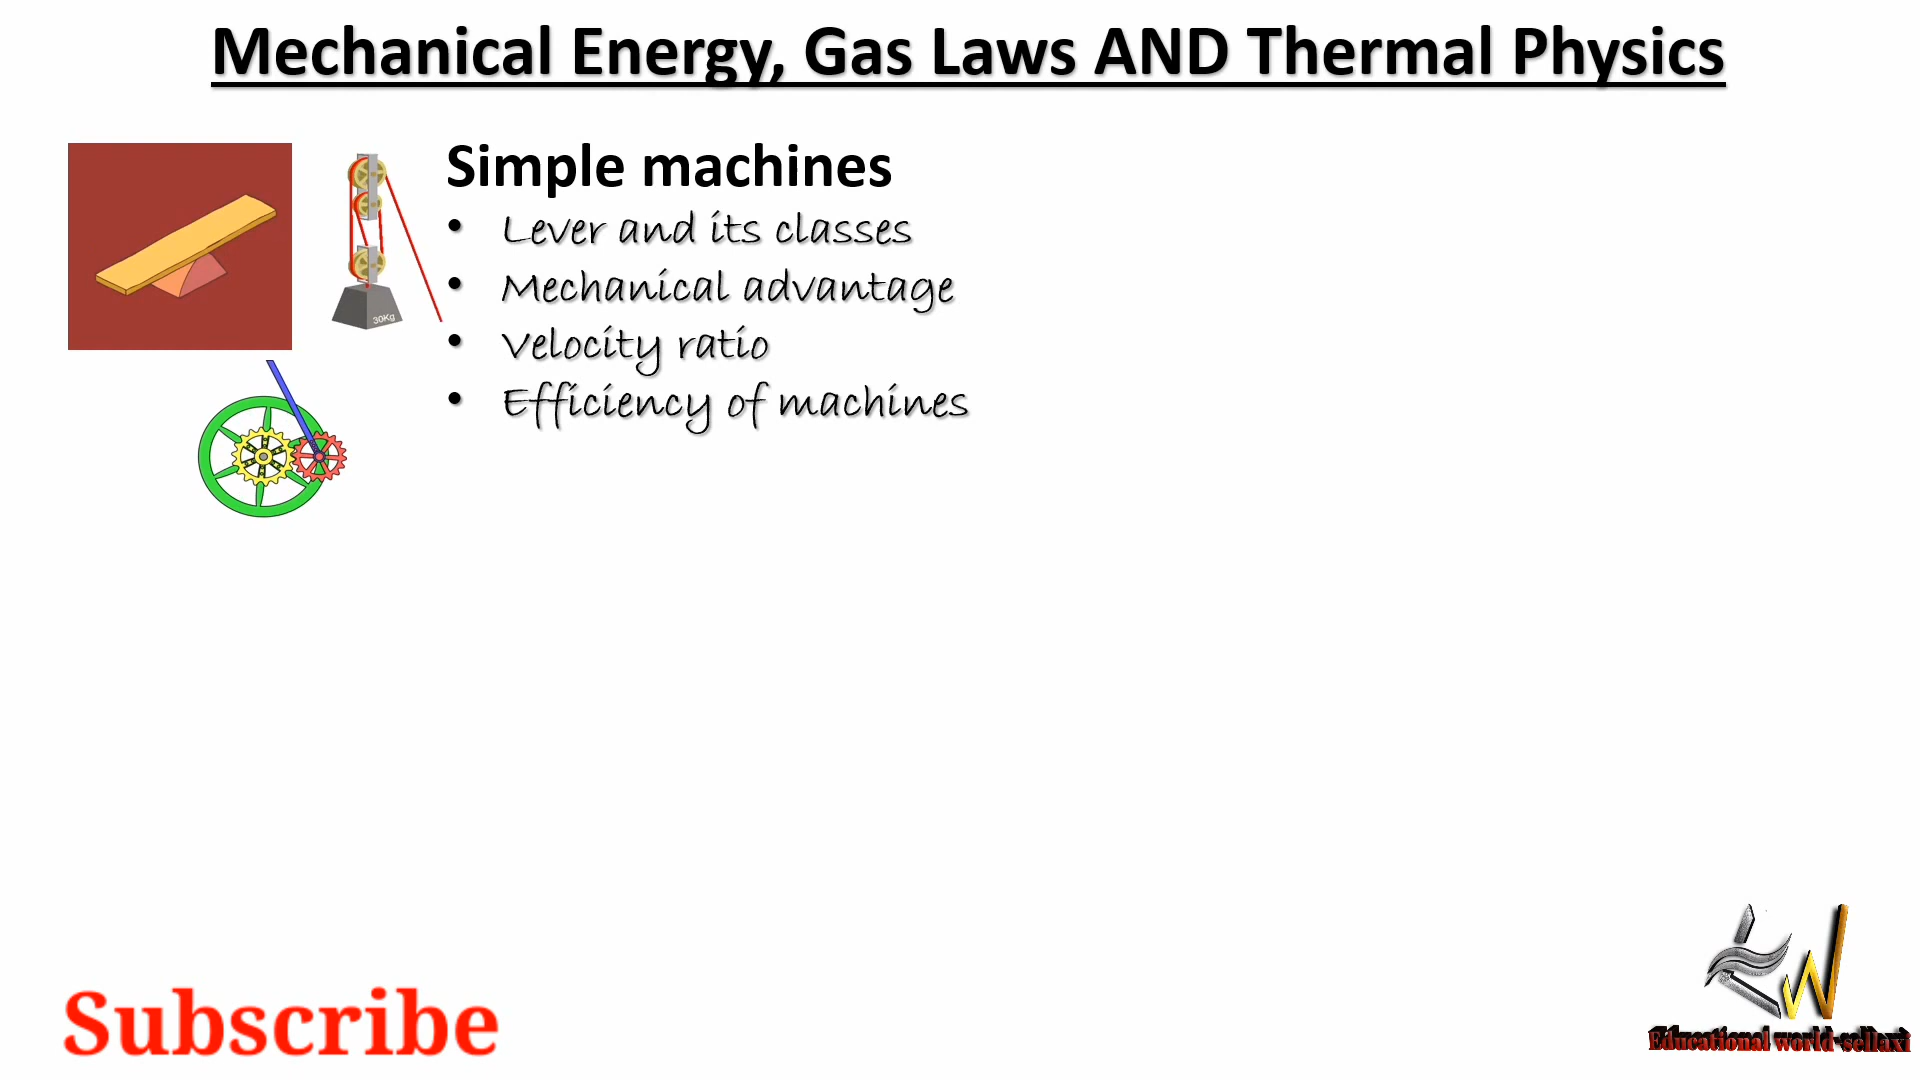 Mechanical Energy, Gas Laws AND Thermal Physics
Simple machines
• Lever and its classes
• Mechanical advantage
• Velocity ratio
• Efficiency of machines
30Kg
Subscribe
Educational world-sellaxi